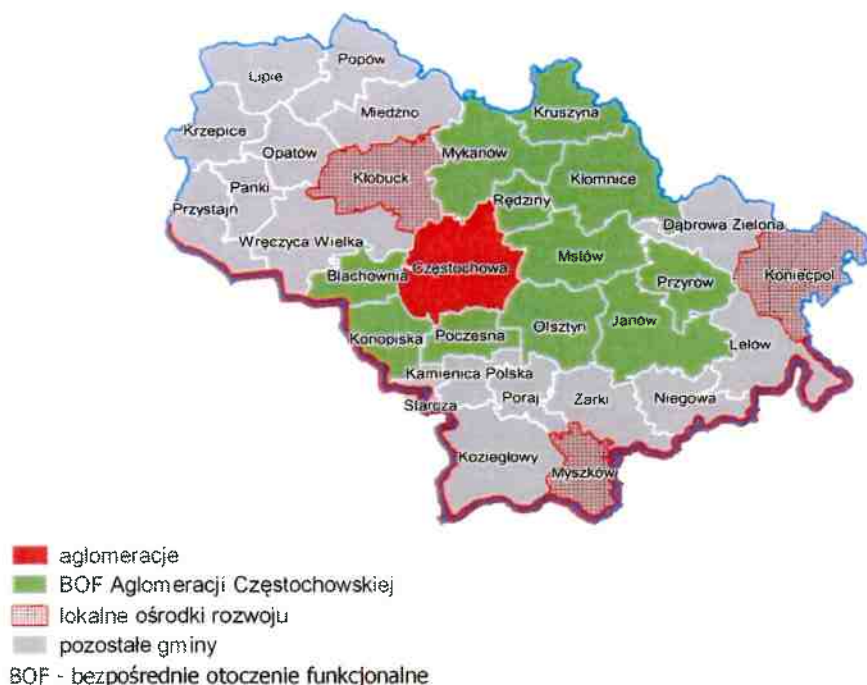 Popów
Lipie
Miedźno
Kruszyna
Krzepice
Opatów
Mykanów
Kłobuck
Kłomnice
Panki
Rędziny
Przystajn
Dąbrowa Zielona
Wręczyca Wielka
Mstów
Częstochowa
Blachownia
Koniecpol
Przyrów
Konopiska
Poczesna
Olsztyn
Janów
Lelów
Kamienica Polska
Starcza
Poraj
Żarki
Niegowa
Koziegłowy
Myszków
aglomeracje
BOF Aglomeracji Częstochowskiej
lokalne ośrodki rozwoju
pozostałe gminy
BOF - bezpośrednie otoczenie funkcjonalne